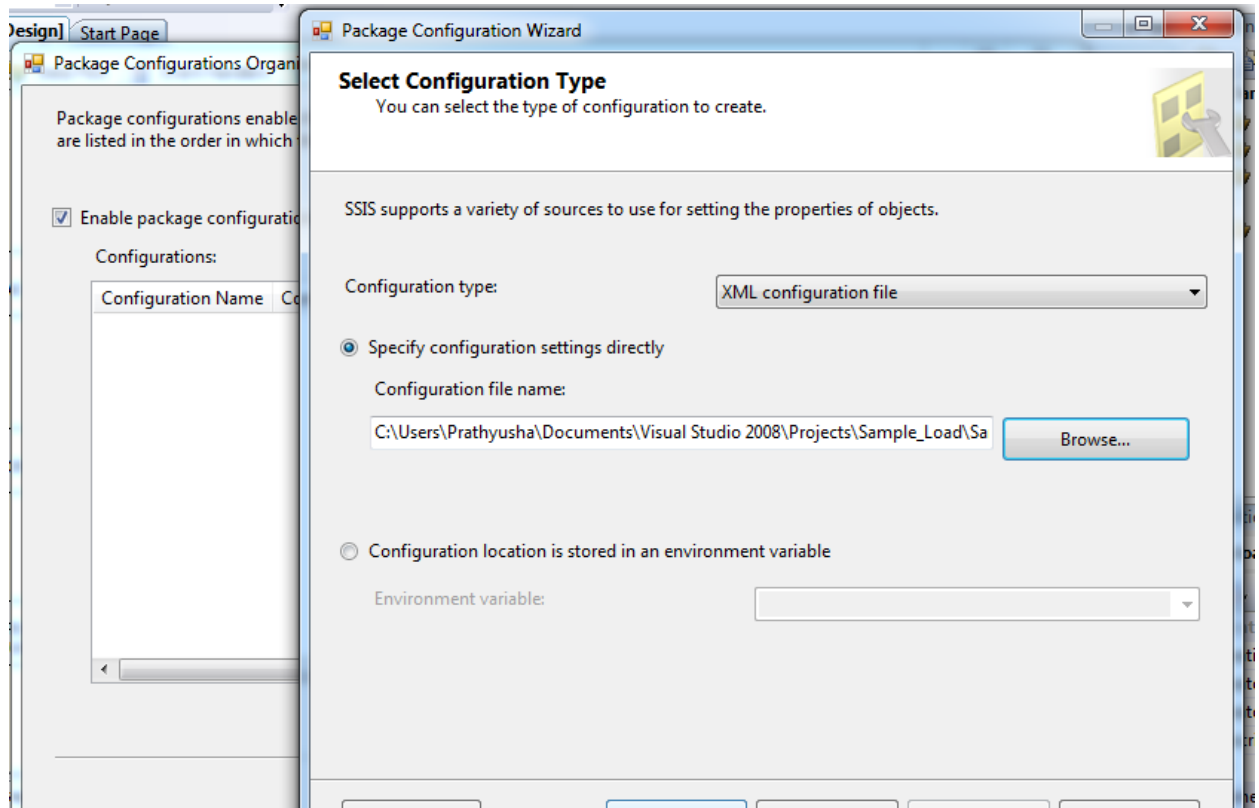 Design] Start Page
Package Configurations Organi
Package configurations enable
are listed in the order in which
Enable package configuratio
Configurations:
Configuration Name Co
Package Configuration Wizard
Select Configuration Type
You can select the type of configuration to create.
SSIS supports a variety of sources to use for setting the properties of objects.
Configuration type:
XML configuration file
Specify configuration settings directly
Configuration file name:
C:\Users\Prathyusha\Documents\Visual Studio 2008\Projects\Sample_Load\Sa
Browse...
Configuration location is stored in an environment variable
Environment variable: